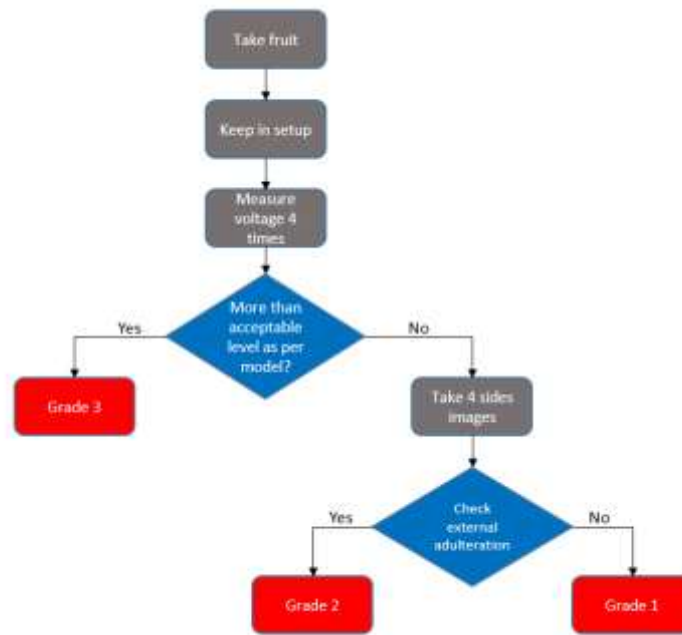 Take fruit
Keep in setup
Measure
voltage 4
times
More than
acceptable
level as per
model?
Yes
No
Grade 3
Take 4 sides
images
Check
external
adulteration
Yes
No
Grade 2
Grade 1